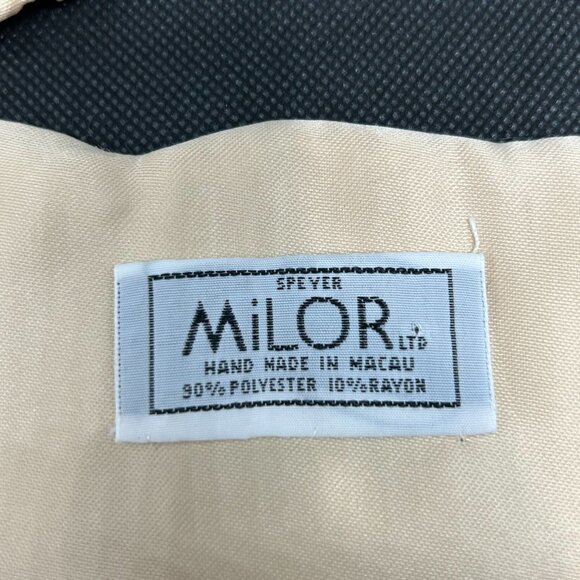 SPEYER
MiLOR LTD
HAND MADE IN MACAU
90% POLYESTER 10% RAYON